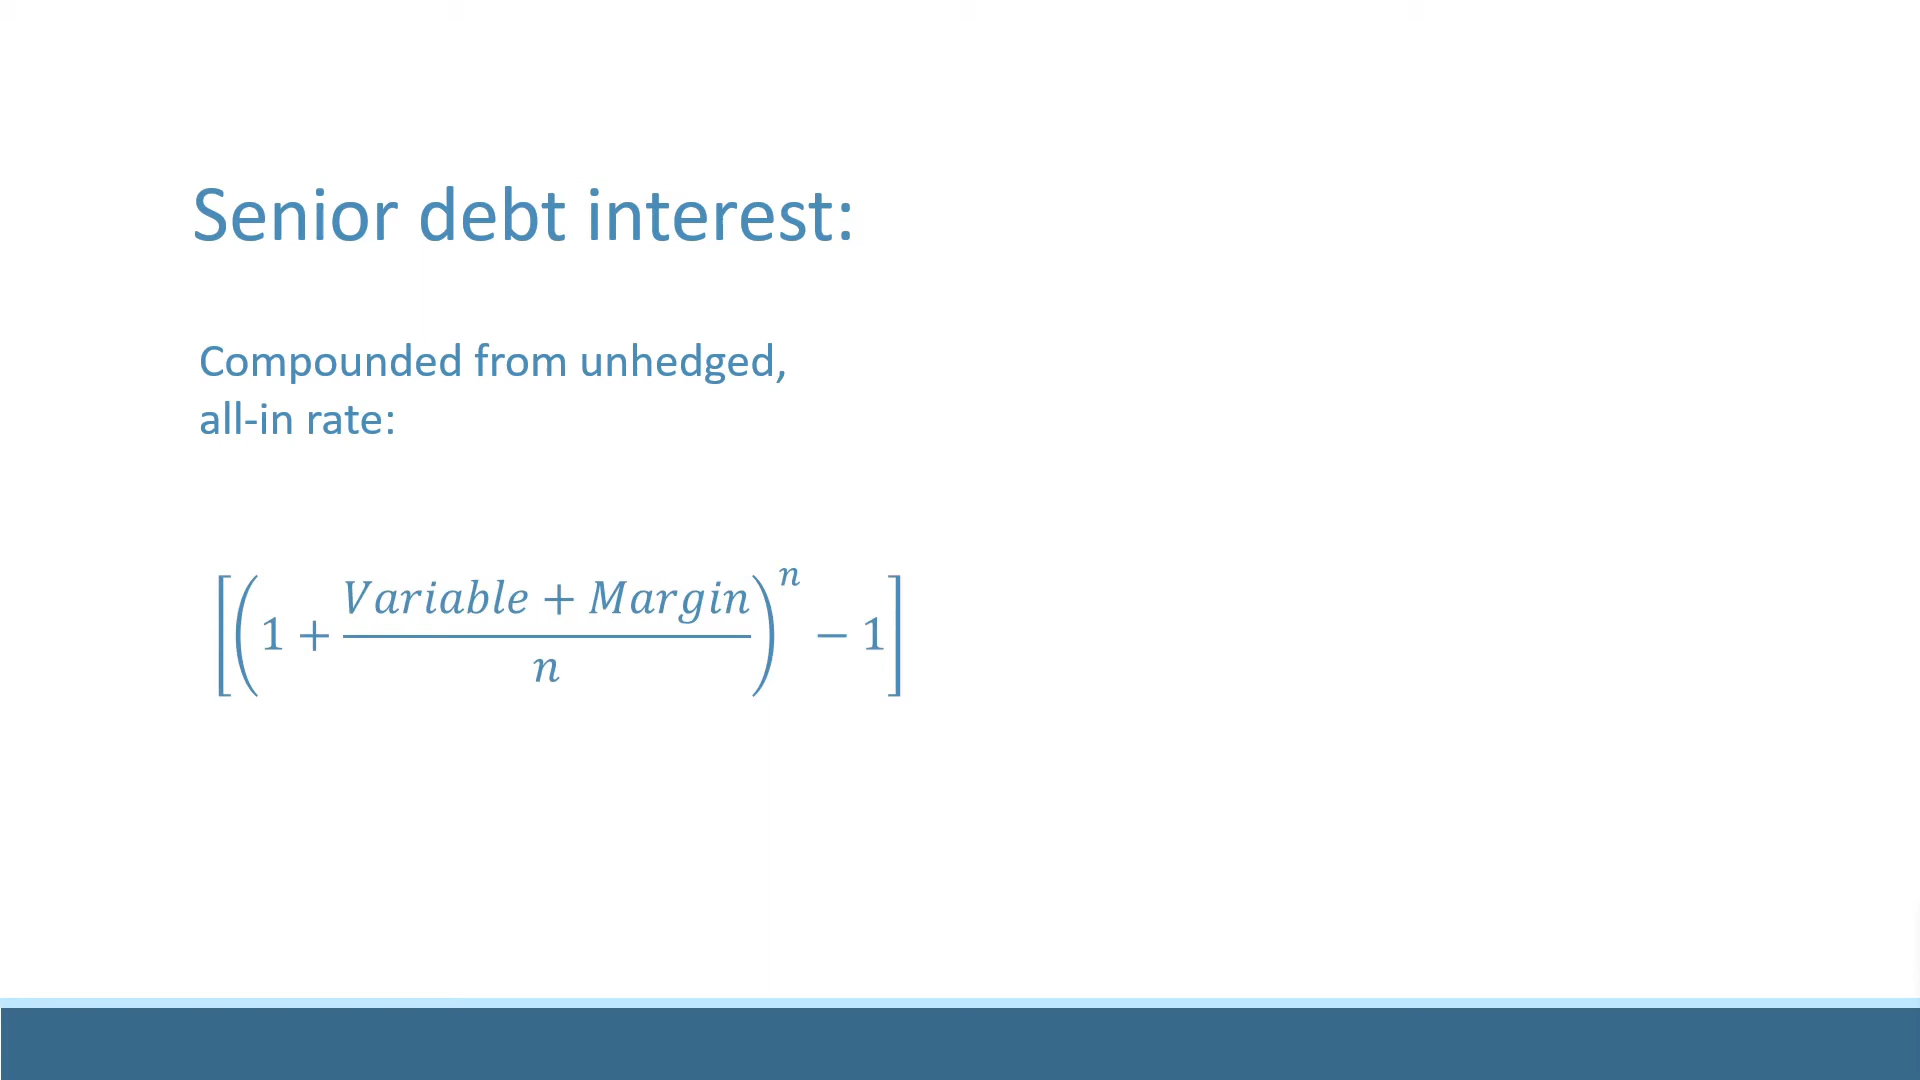 Senior debt interest:
Compounded from unhedged,
all-in rate:
[(1 + (Variable + Margin)/n)^n − 1]